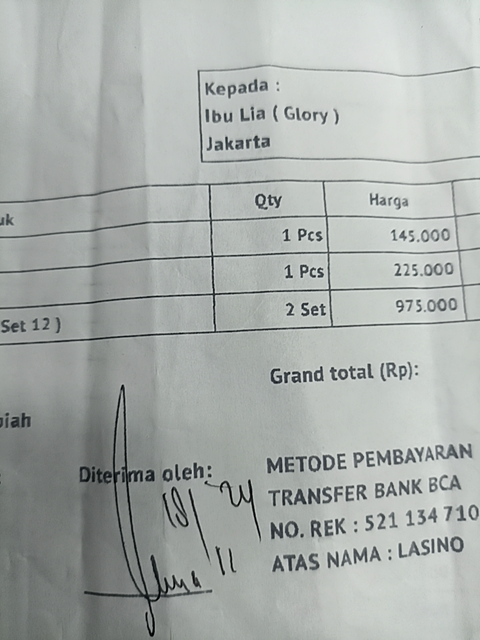 Kepada :
Ibu Lia ( Glory )
Jakarta
uk Qty Harga
1 Pcs 145.000
1 Pcs 225.000
Set 12 ) 2 Set 975.000
Grand total (Rp):
piah
Diterima oleh:
18/ 24
11
METODE PEMBAYARAN
TRANSFER BANK BCA
NO. REK : 521 134 710
ATAS NAMA : LASINO